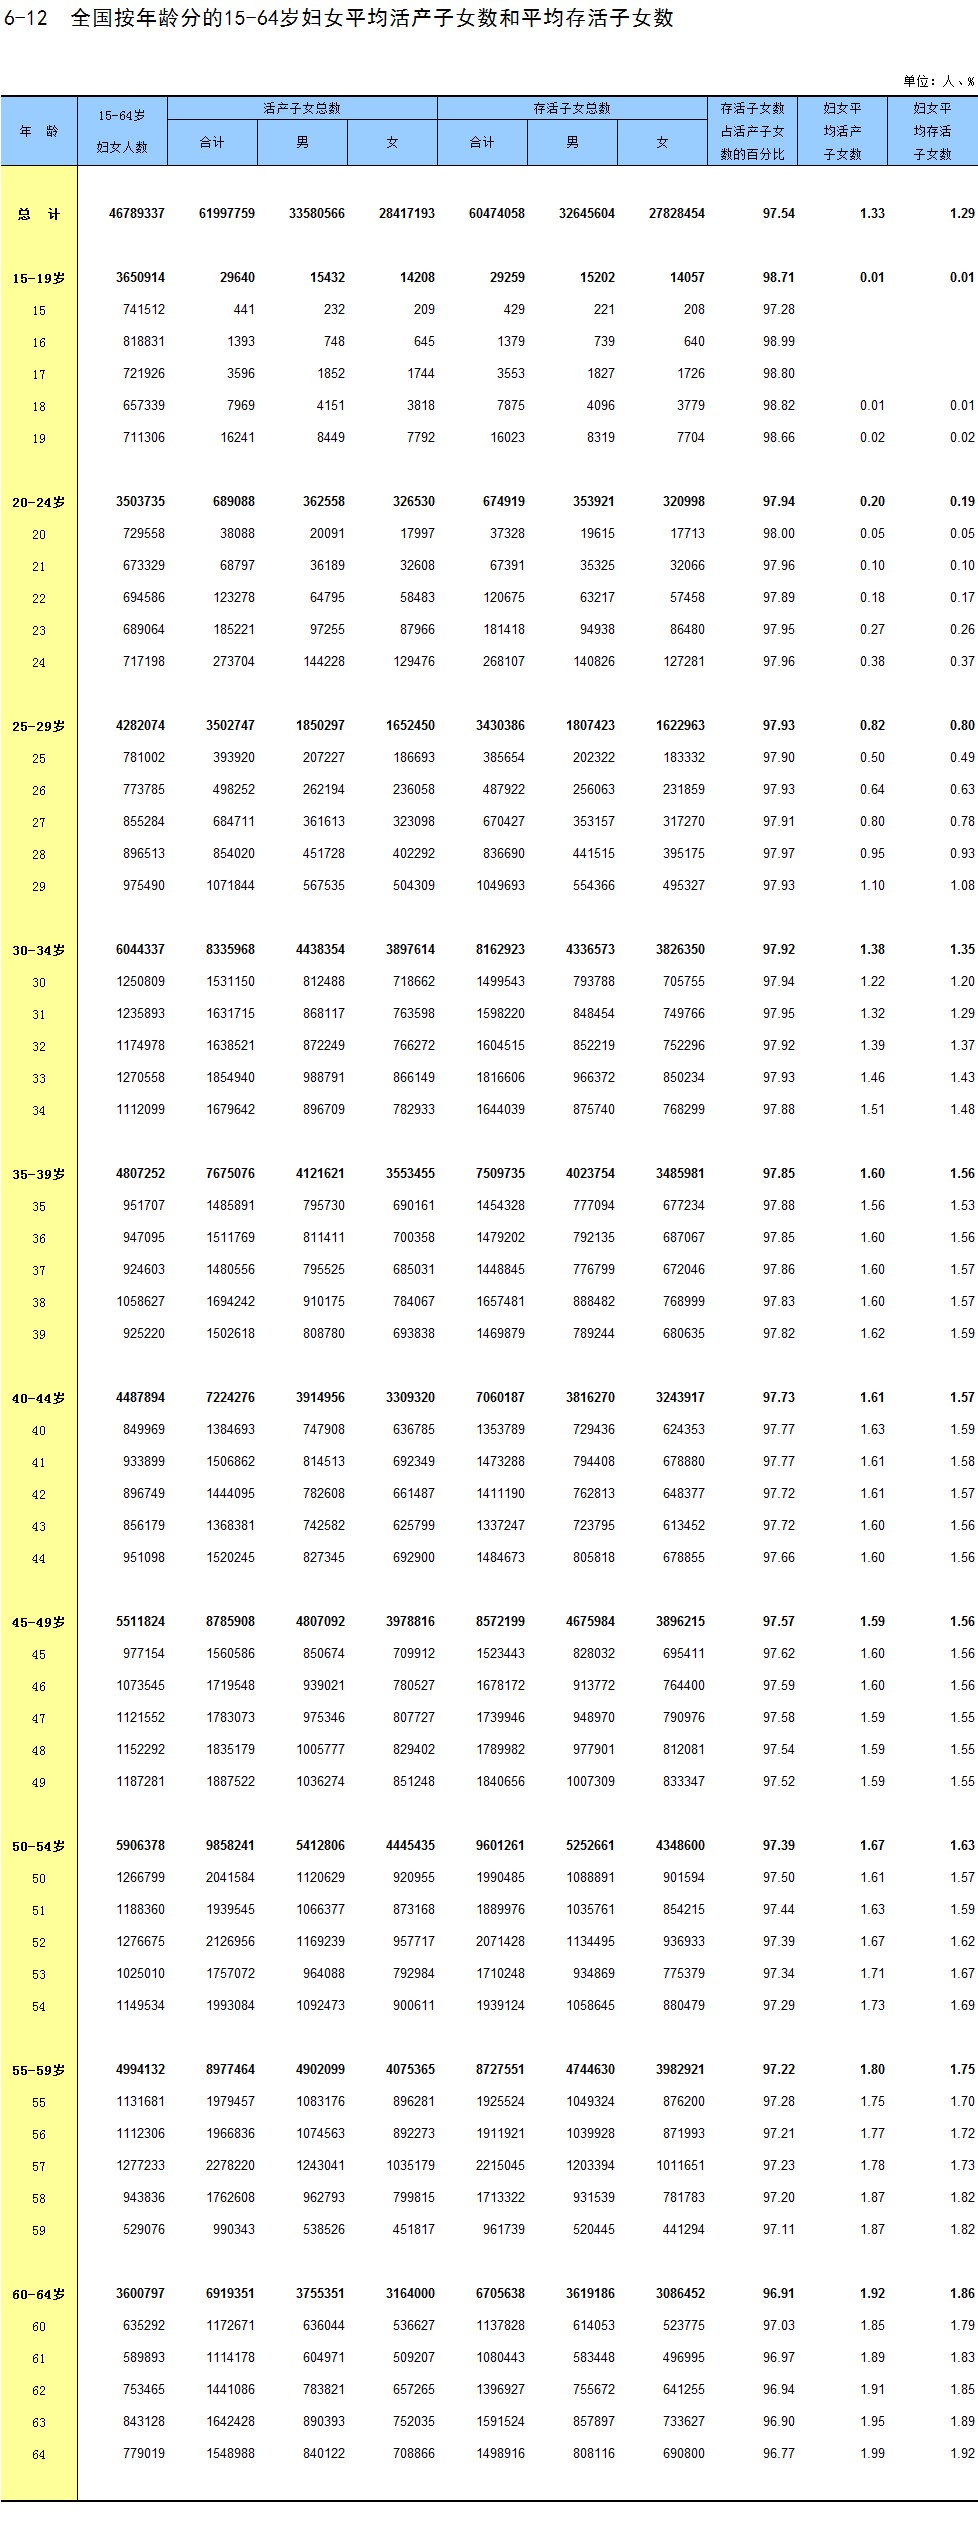 6-12 全国按年龄分的15-64岁妇女平均活产子女数和平均存活子女数
单位：人、%
年 龄 15-64岁妇女人数 活产子女总数 存活子女总数 存活子女数占活产子女数的百分比 妇女平均活产子女数 妇女平均存活子女数
合计 男 女 合计 男 女
总 计 46789337 61997759 33580566 28417193 60474058 32645604 27828454 97.54 1.33 1.29
15-19岁 3650914 29640 15432 14208 29259 15202 14057 98.71 0.01 0.01
15 741512 441 232 209 429 221 208 97.28
16 818831 1393 748 645 1379 739 640 98.99
17 721926 3596 1852 1744 3553 1827 1726 98.80
18 657339 7969 4151 3818 7875 4096 3779 98.82 0.01 0.01
19 711306 16241 8449 7792 16023 8319 7704 98.66 0.02 0.02
20-24岁 3503735 689088 362558 326530 674919 353921 320998 97.94 0.20 0.19
20 729558 38088 20091 17997 37328 19615 17713 98.00 0.05 0.05
21 673329 68797 36189 32608 67391 35325 32066 97.96 0.10 0.10
22 694586 123278 64795 58483 120675 63217 57458 97.89 0.18 0.17
23 689064 185221 97255 87966 181418 94938 86480 97.95 0.27 0.26
24 717198 273704 144228 129476 268107 140826 127281 97.96 0.38 0.37
25-29岁 4282074 3502747 1850297 1652450 3430386 1807423 1622963 97.93 0.82 0.80
25 781002 393920 207227 186693 385654 202322 183332 97.90 0.50 0.49
26 773785 498252 262194 236058 487922 256063 231859 97.93 0.64 0.63
27 855284 684711 361613 323098 670427 353157 317270 97.91 0.80 0.78
28 896513 854020 451728 402292 836690 441515 395175 97.97 0.95 0.93
29 975490 1071844 567535 504309 1049693 554366 495327 97.93 1.10 1.08
30-34岁 6044337 8335968 4438354 3897614 8162923 4336573 3826350 97.92 1.38 1.35
30 1250809 1531150 812488 718662 1499543 793788 705755 97.94 1.22 1.20
31 1235893 1631715 868117 763598 1598220 848454 749766 97.95 1.32 1.29
32 1174978 1638521 872249 766272 1604515 852219 752296 97.92 1.39 1.37
33 1270558 1854940 988791 866149 1816606 966372 850234 97.93 1.46 1.43
34 1112099 1679642 896709 782933 1644039 875740 768299 97.88 1.51 1.48
35-39岁 4807252 7675076 4121621 3553455 7509735 4023754 3485981 97.85 1.60 1.56
35 951707 1485891 795730 690161 1454328 777094 677234 97.88 1.56 1.53
36 947095 1511769 811411 700358 1479202 792135 687067 97.85 1.60 1.56
37 924603 1480556 795525 685031 1448845 776799 672046 97.86 1.60 1.57
38 1058627 1694242 910175 784067 1657481 888482 768999 97.83 1.60 1.57
39 925220 1502618 808780 693838 1469879 789244 680635 97.82 1.62 1.59
40-44岁 4487894 7224276 3914956 3309320 7060187 3816270 3243917 97.73 1.61 1.57
40 849969 1384693 747908 636785 1353789 729436 624353 97.77 1.63 1.59
41 933899 1506862 814513 692349 1473288 794408 678880 97.77 1.61 1.58
42 896749 1444095 782608 661487 1411190 762813 648377 97.72 1.61 1.57
43 856179 1368381 742582 625799 1337247 723795 613452 97.72 1.60 1.56
44 951098 1520245 827345 692900 1484673 805818 678855 97.66 1.60 1.56
45-49岁 5511824 8785908 4807092 3978816 8572199 4675984 3896215 97.57 1.59 1.56
45 977154 1560586 850674 709912 1523443 828032 695411 97.62 1.60 1.56
46 1073545 1719548 939021 780527 1678172 913772 764400 97.59 1.60 1.56
47 1121552 1783073 975346 807727 1739946 948970 790976 97.58 1.59 1.55
48 1152292 1835179 1005777 829402 1789982 977901 812081 97.54 1.59 1.55
49 1187281 1887522 1036274 851248 1840656 1007309 833347 97.52 1.59 1.55
50-54岁 5906378 9858241 5412806 4445435 9601261 5252661 4348600 97.39 1.67 1.63
50 1266799 2041584 1120629 920955 1990485 1088891 901594 97.50 1.61 1.57
51 1188360 1939545 1066377 873168 1889976 1035761 854215 97.44 1.63 1.59
52 1276675 2126956 1169239 957717 2071428 1134495 936933 97.39 1.67 1.62
53 1025010 1757072 964088 792984 1710248 934869 775379 97.34 1.71 1.67
54 1149534 1993084 1092473 900611 1939124 1058645 880479 97.29 1.73 1.69
55-59岁 4994132 8977464 4902099 4075365 8727551 4744630 3982921 97.22 1.80 1.75
55 1131681 1979457 1083176 896281 1925524 1049324 876200 97.28 1.75 1.70
56 1112306 1966836 1074563 892273 1911921 1039928 871993 97.21 1.77 1.72
57 1277233 2278220 1243041 1035179 2215045 1203394 1011651 97.23 1.78 1.73
58 943836 1762608 962793 799815 1713322 931539 781783 97.20 1.87 1.82
59 529076 990343 538526 451817 961739 520445 441294 97.11 1.87 1.82
60-64岁 3600797 6919351 3755351 3164000 6705638 3619186 3086452 96.91 1.92 1.86
60 635292 1172671 636044 536627 1137828 614053 523775 97.03 1.85 1.79
61 589893 1114178 604971 509207 1080443 583448 496995 96.97 1.89 1.83
62 753465 1441086 783821 657265 1396927 755672 641255 96.94 1.91 1.85
63 843128 1642428 890393 752035 1591524 857897 733627 96.90 1.95 1.89
64 779019 1548988 840122 708866 1498916 808116 690800 96.77 1.99 1.92